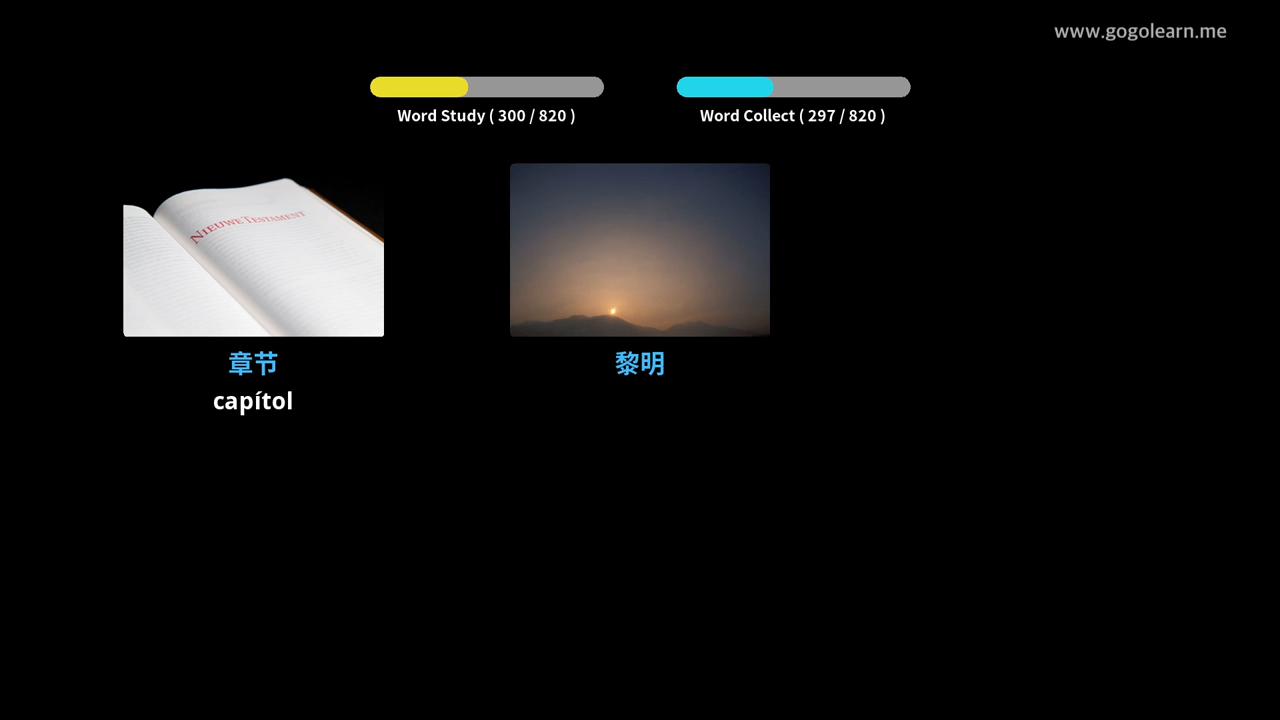 www.gogolearn.me
Word Study ( 300 / 820 )
Word Collect ( 297 / 820 )
NIEUWE TESTAMENT
章节
capítol
黎明